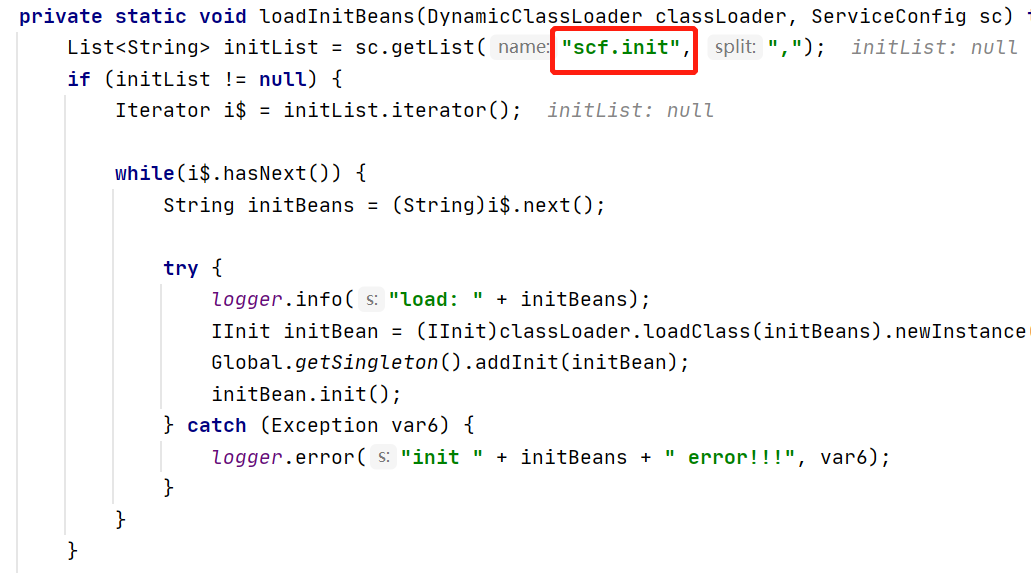 private static void loadInitBeans(DynamicClassLoader classLoader, ServiceConfig sc)
List<String> initList = sc.getList( name: "scf.init", split: ","); initList: null
if (initList != null) {
Iterator i$ = initList.iterator(); initList: null
while(i$.hasNext()) {
String initBeans = (String)i$.next();
try {
logger.info( s: "load: " + initBeans);
IInit initBean = (IInit)classLoader.loadClass(initBeans).newInstance(
Global.getSingleton().addInit(initBean);
initBean.init();
} catch (Exception var6) {
logger.error( s: "init " + initBeans + " error!!!", var6);
}
}
}